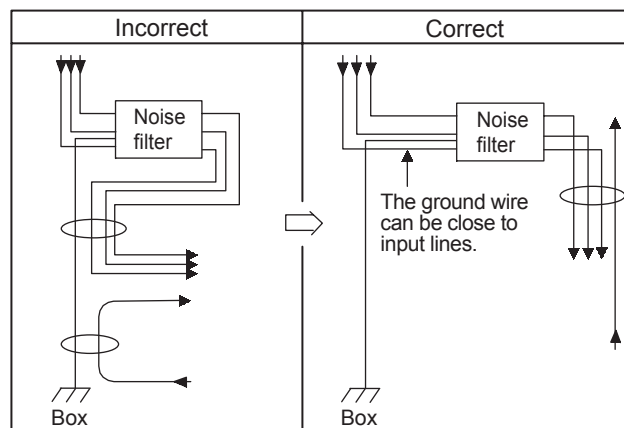 Incorrect
Correct
Noise
filter
Box
Noise
filter
The ground wire
can be close to
input lines.
Box